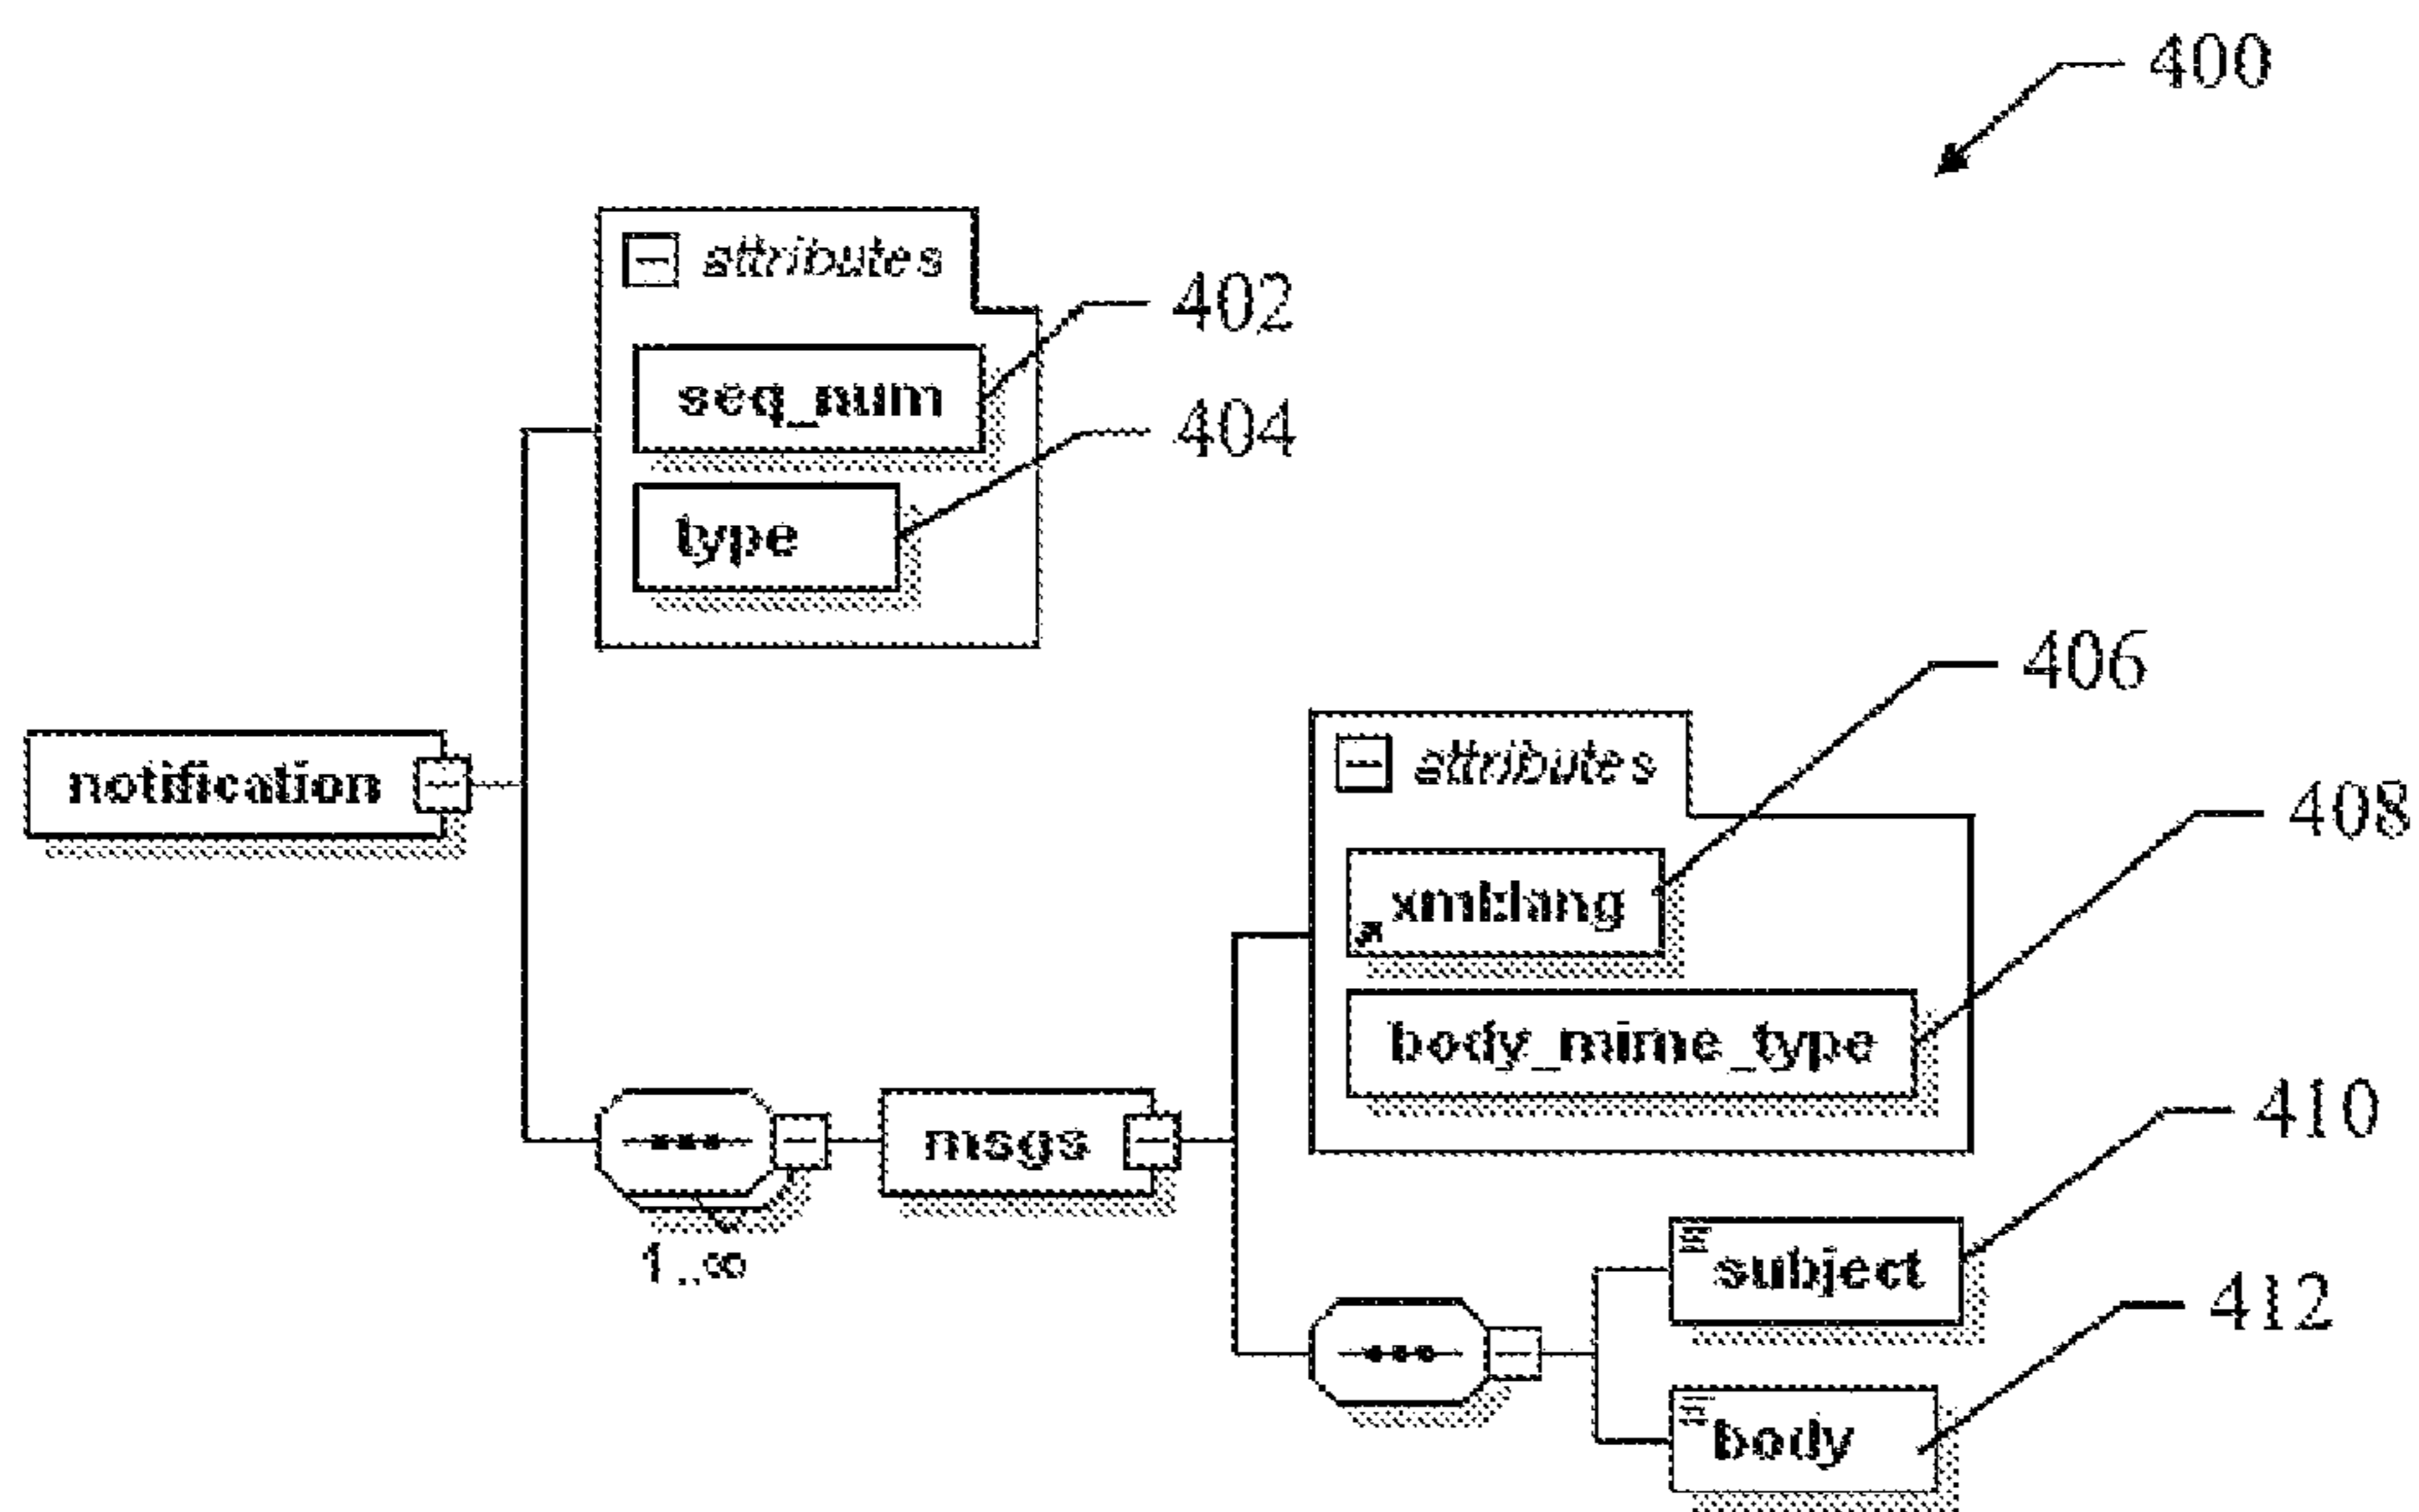 400
attributes
402
seq_num
404
type
406
notification
attributes
408
xml:lang
body_mime_type
410
msgs
1..∞
subject
412
body